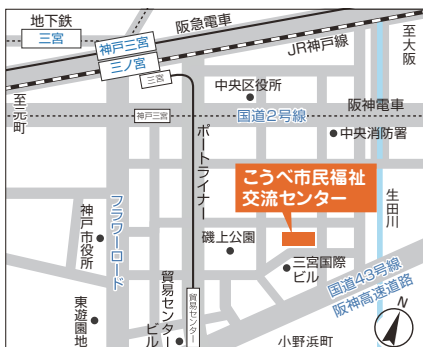 地下鉄
三宮
阪急電車
神戸三宮
三ノ宮
三宮
JR神戸線
至大阪
至元町
中央区役所
阪神電車
神戸三宮
国道2号線
中央消防署
ポートライナー
こうべ市民福祉
交流センター
生田川
フラワーロード
神戸市役所
磯上公園
三宮国際
ビル
国道43号線
阪神高速道路
貿易センター
ビル
貿易センター
東遊園地
小野浜町
N